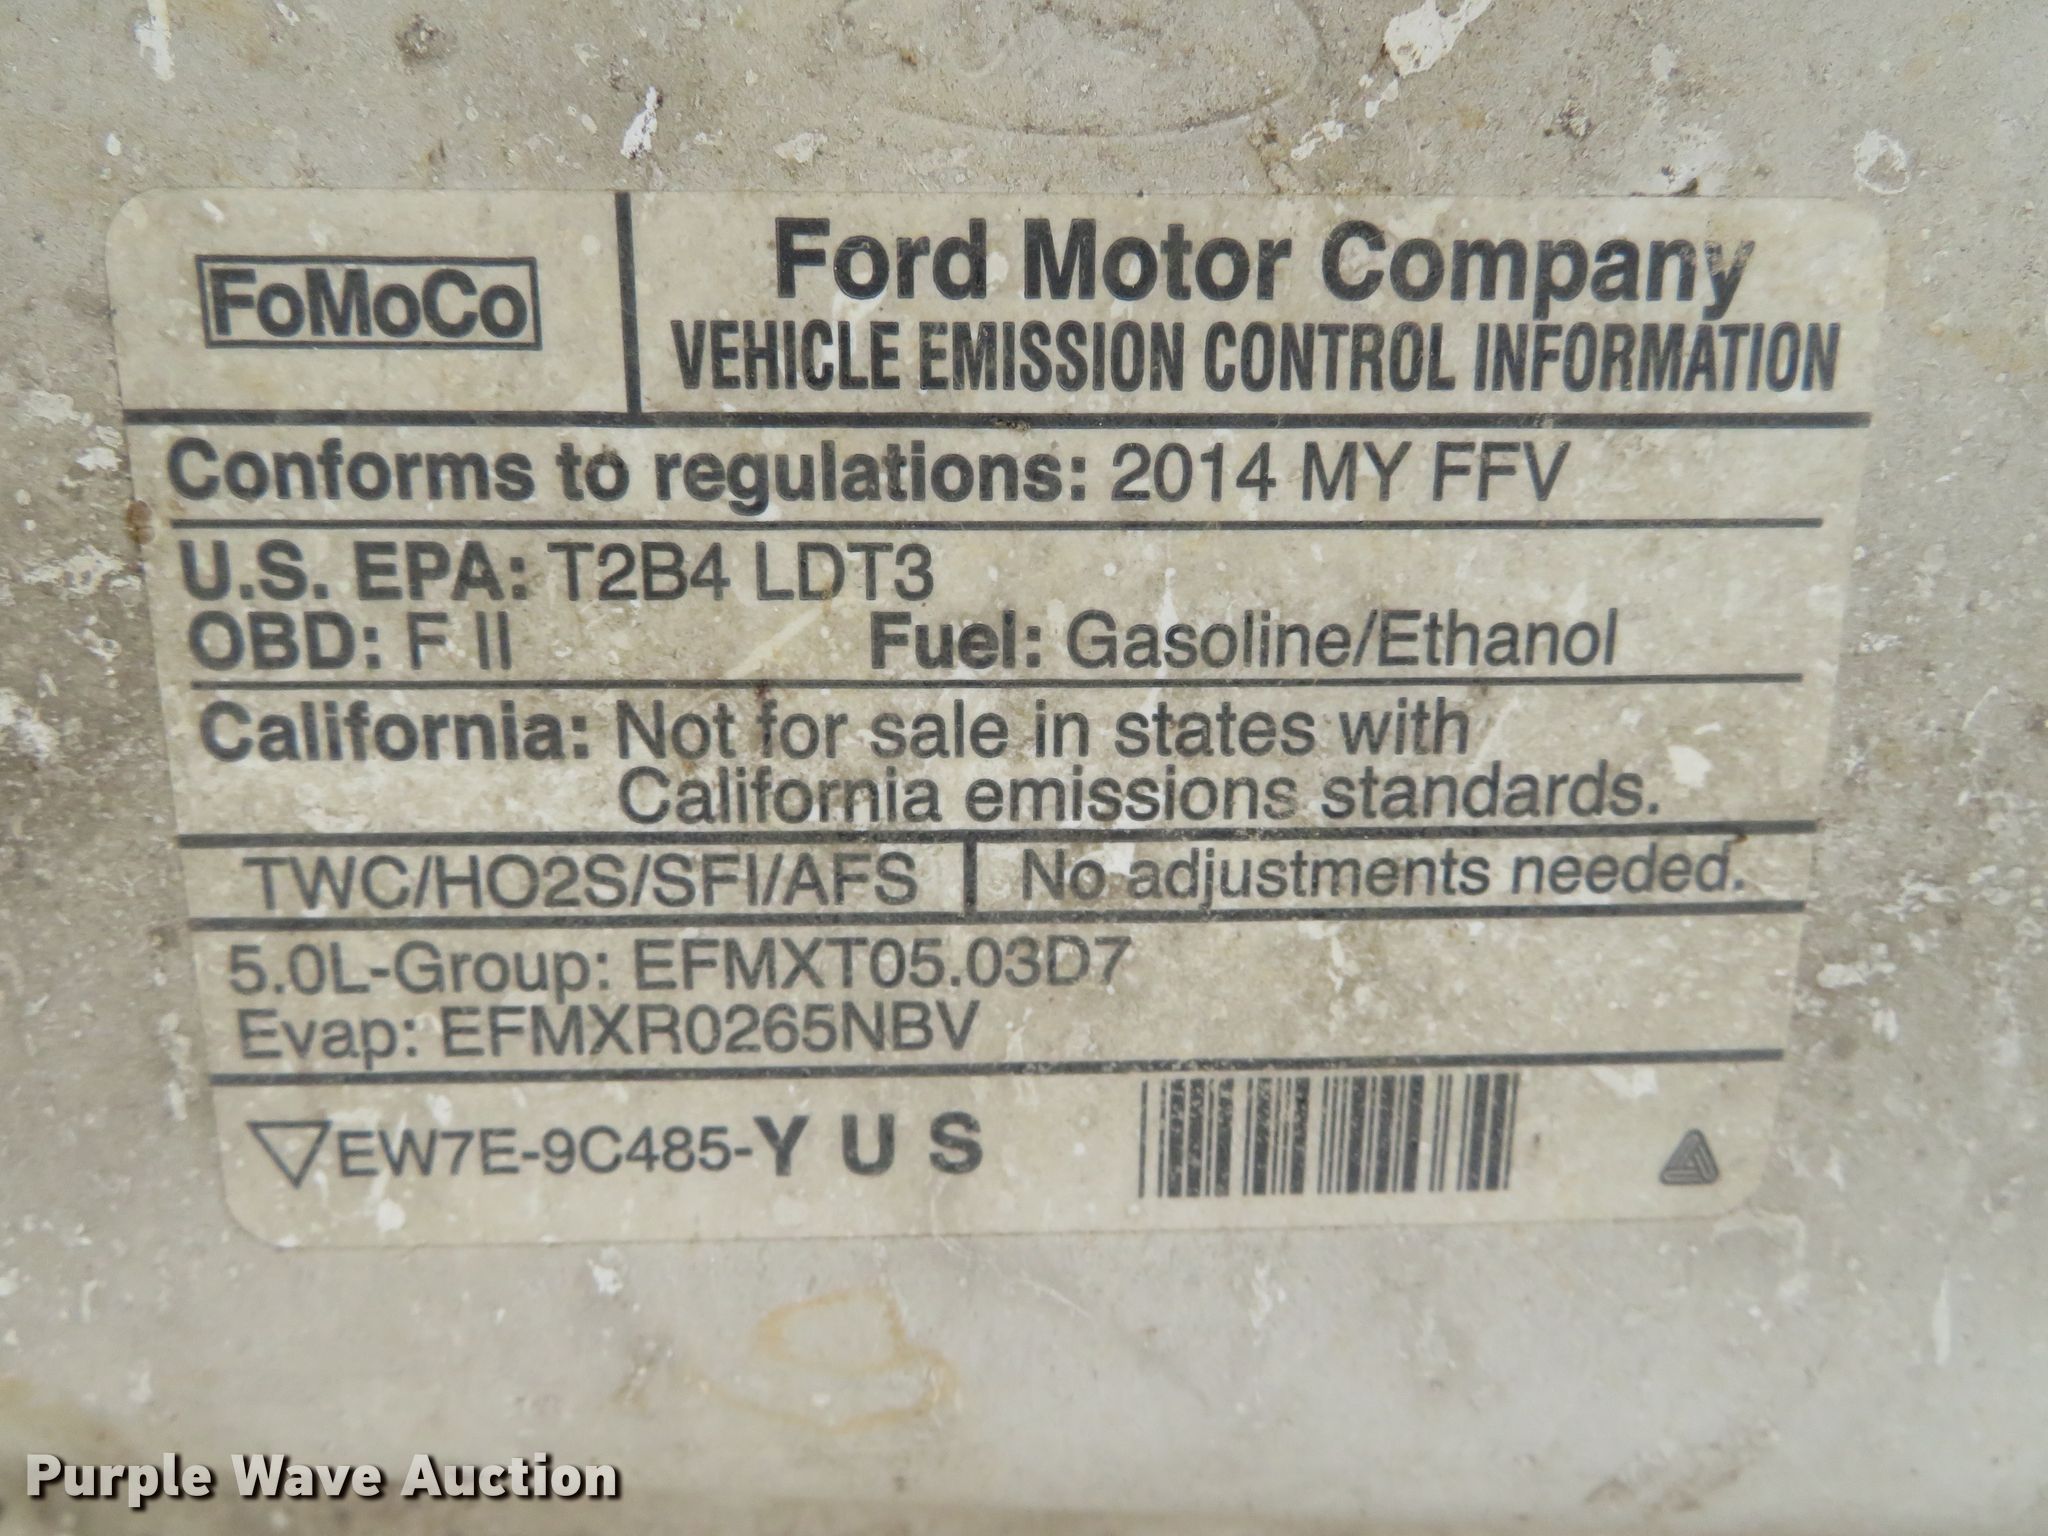 FoMoCo
Ford Motor Company
VEHICLE EMISSION CONTROL INFORMATION
Conforms to regulations: 2014 MY FFV
U.S. EPA: T2B4 LDT3
OBD: F II Fuel: Gasoline/Ethanol
California: Not for sale in states with
California emissions standards.
TWC/HO2S/SFI/AFS No adjustments needed.
5.0L-Group: EFMXT05.03D7
Evap: EFMXR0265NBV
EW7E-9C485-Y U S
Purple Wave Auction